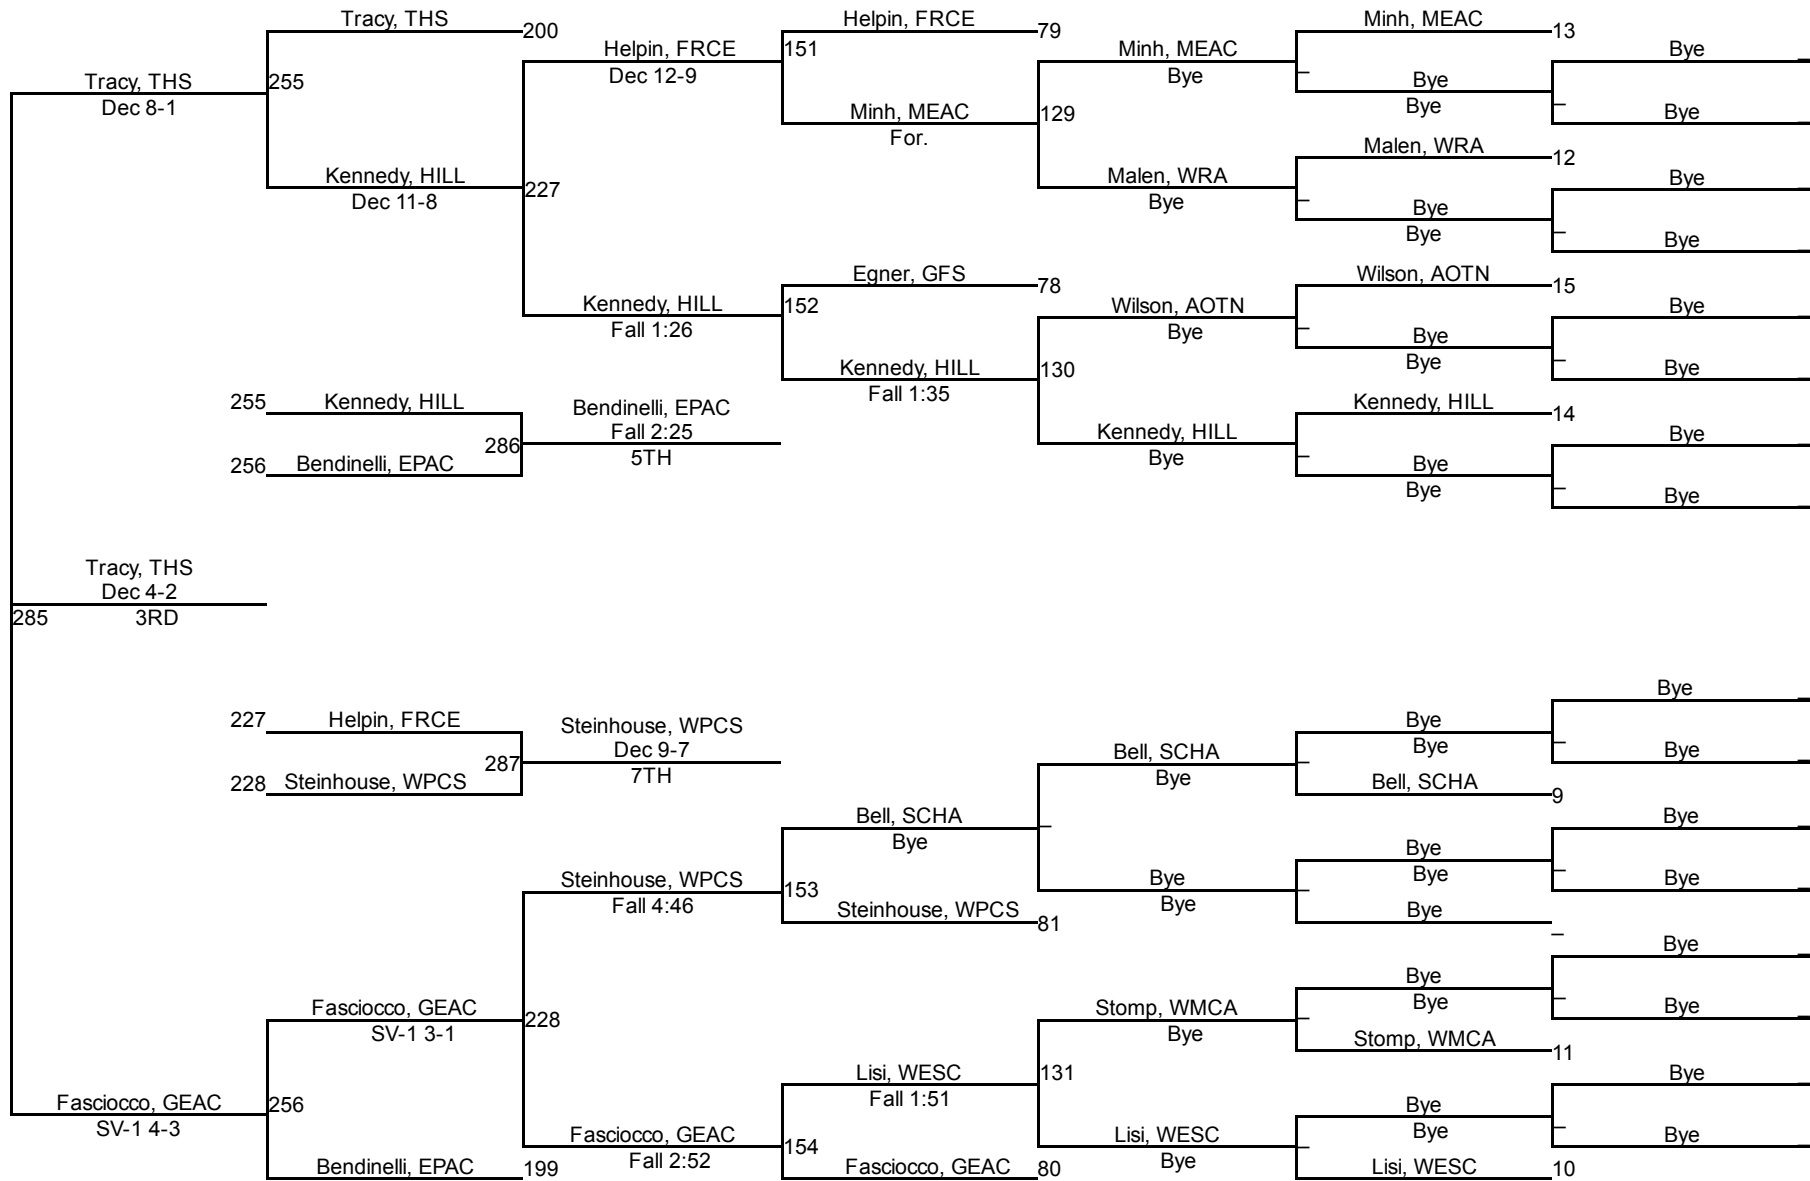 Tracy, THS
200
Helpin, FRCE
79
Minh, MEAC
13
Helpin, FRCE
151
Minh, MEAC
Bye
Dec 12-9
Bye
Bye
Tracy, THS
255
Bye
Dec 8-1
Minh, MEAC
129
Bye
For.
Malen, WRA
12
Kennedy, HILL
227
Malen, WRA
Bye
Dec 11-8
Bye
Bye
Bye
Bye
Egner, GFS
78
Wilson, AOTN
15
Kennedy, HILL
152
Wilson, AOTN
Bye
Fall 1:26
Bye
Bye
Bye
Kennedy, HILL
130
Bye
Fall 1:35
255
Kennedy, HILL
Bendinelli, EPAC
Kennedy, HILL
14
286
Fall 2:25
Kennedy, HILL
Bye
256
Bendinelli, EPAC
5TH
Bye
Bye
Bye
Bye
Tracy, THS
Dec 4-2
285
3RD
Bye
227
Helpin, FRCE
Steinhouse, WPCS
Bye
287
Dec 9-7
Bell, SCHA
Bye
Bye
228
Steinhouse, WPCS
7TH
Bye
Bell, SCHA
9
Bell, SCHA
Bye
Bye
Bye
Bye
Steinhouse, WPCS
153
Bye
Bye
Fall 4:46
Bye
Steinhouse, WPCS
81
Bye
Bye
Bye
Fasciocco, GEAC
228
Stomp, WMCA
Bye
Bye
SV-1 3-1
Bye
Stomp, WMCA
11
Lisi, WESC
131
Bye
Fall 1:51
Fasciocco, GEAC
256
Bye
SV-1 4-3
Bye
Fasciocco, GEAC
154
Lisi, WESC
Bye
Fall 2:52
Bye
Bendinelli, EPAC
199
Fasciocco, GEAC
80
Lisi, WESC
10